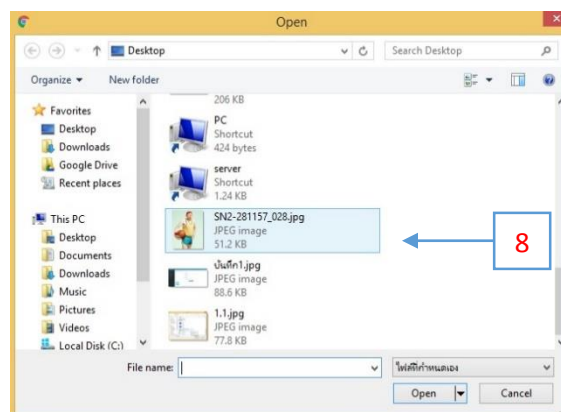 Open
Desktop
Search Desktop
Organize
New folder
206 KB
Favorites
PC
Desktop
Shortcut
Downloads
424 bytes
Google Drive
server
Recent places
Shortcut
1.24 KB
This PC
SN2-281157_028.jpg
Desktop
JPEG image
Documents
51.2 KB
8
Downloads
บันทึก1.jpg
Music
JPEG image
Pictures
88.6 KB
Videos
1.1.jpg
Local Disk (C:)
JPEG image
77.8 KB
File name:
ไฟล์ที่กำหนดเอง
Open
Cancel